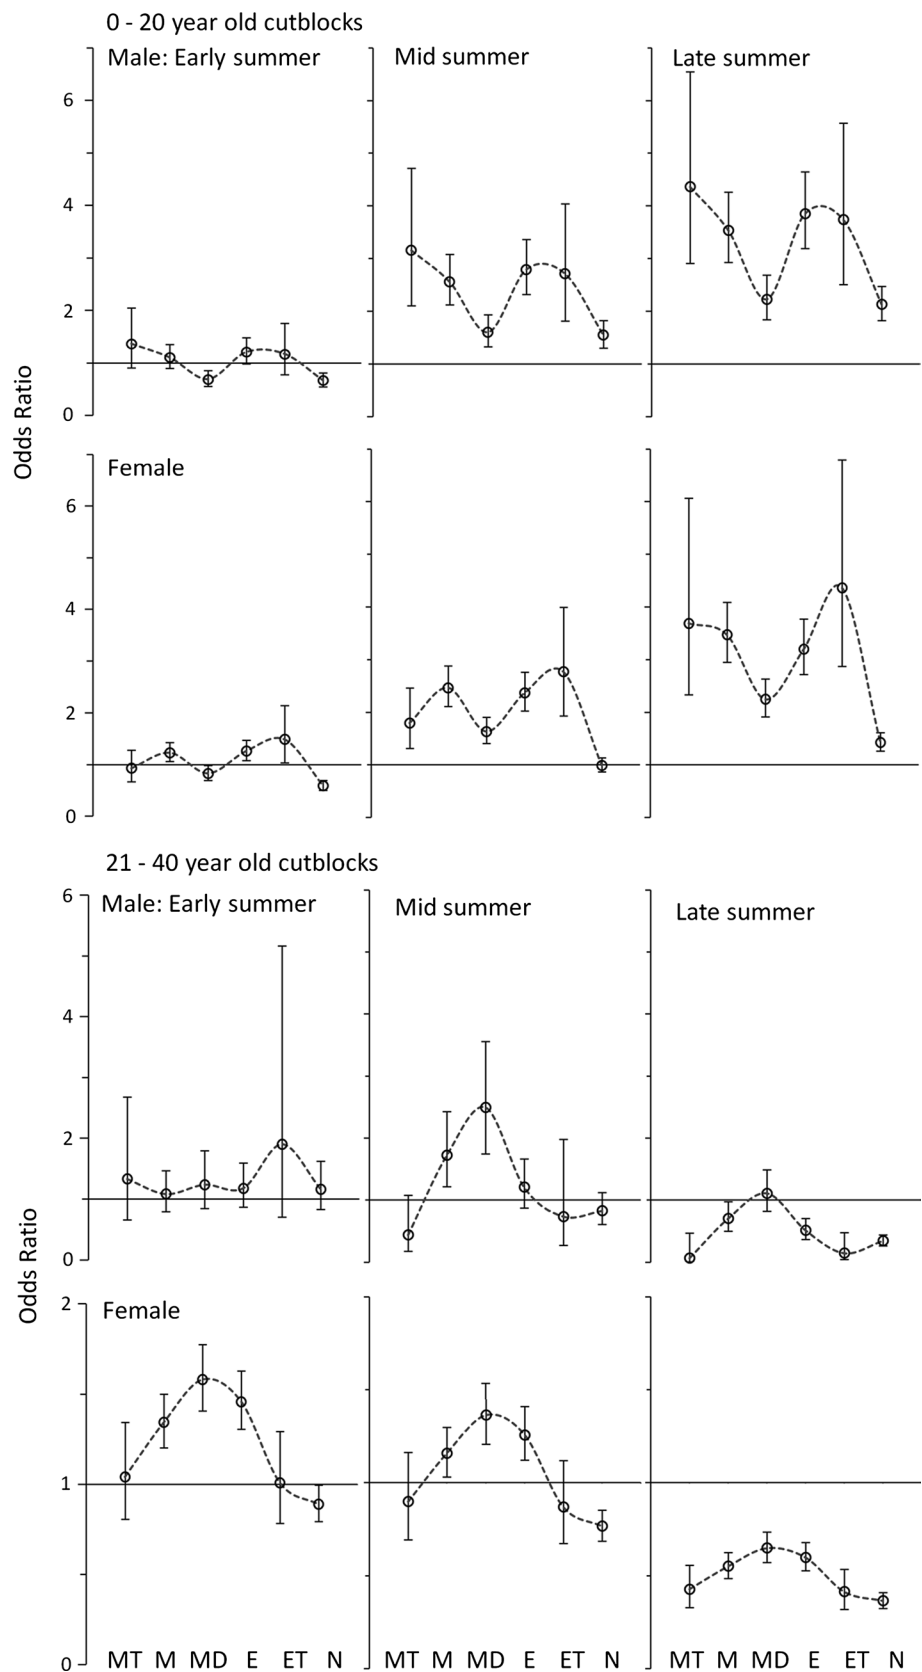 0 - 20 year old cutblocks
Male: Early summer
Mid summer
Late summer
6
4
2
0
Odds Ratio
Female
6
4
2
0
21 - 40 year old cutblocks
Male: Early summer
Mid summer
Late summer
6
4
2
0
Odds Ratio
Female
2
1
0
MT M MD E ET N
MT M MD E ET N
MT M MD E ET N